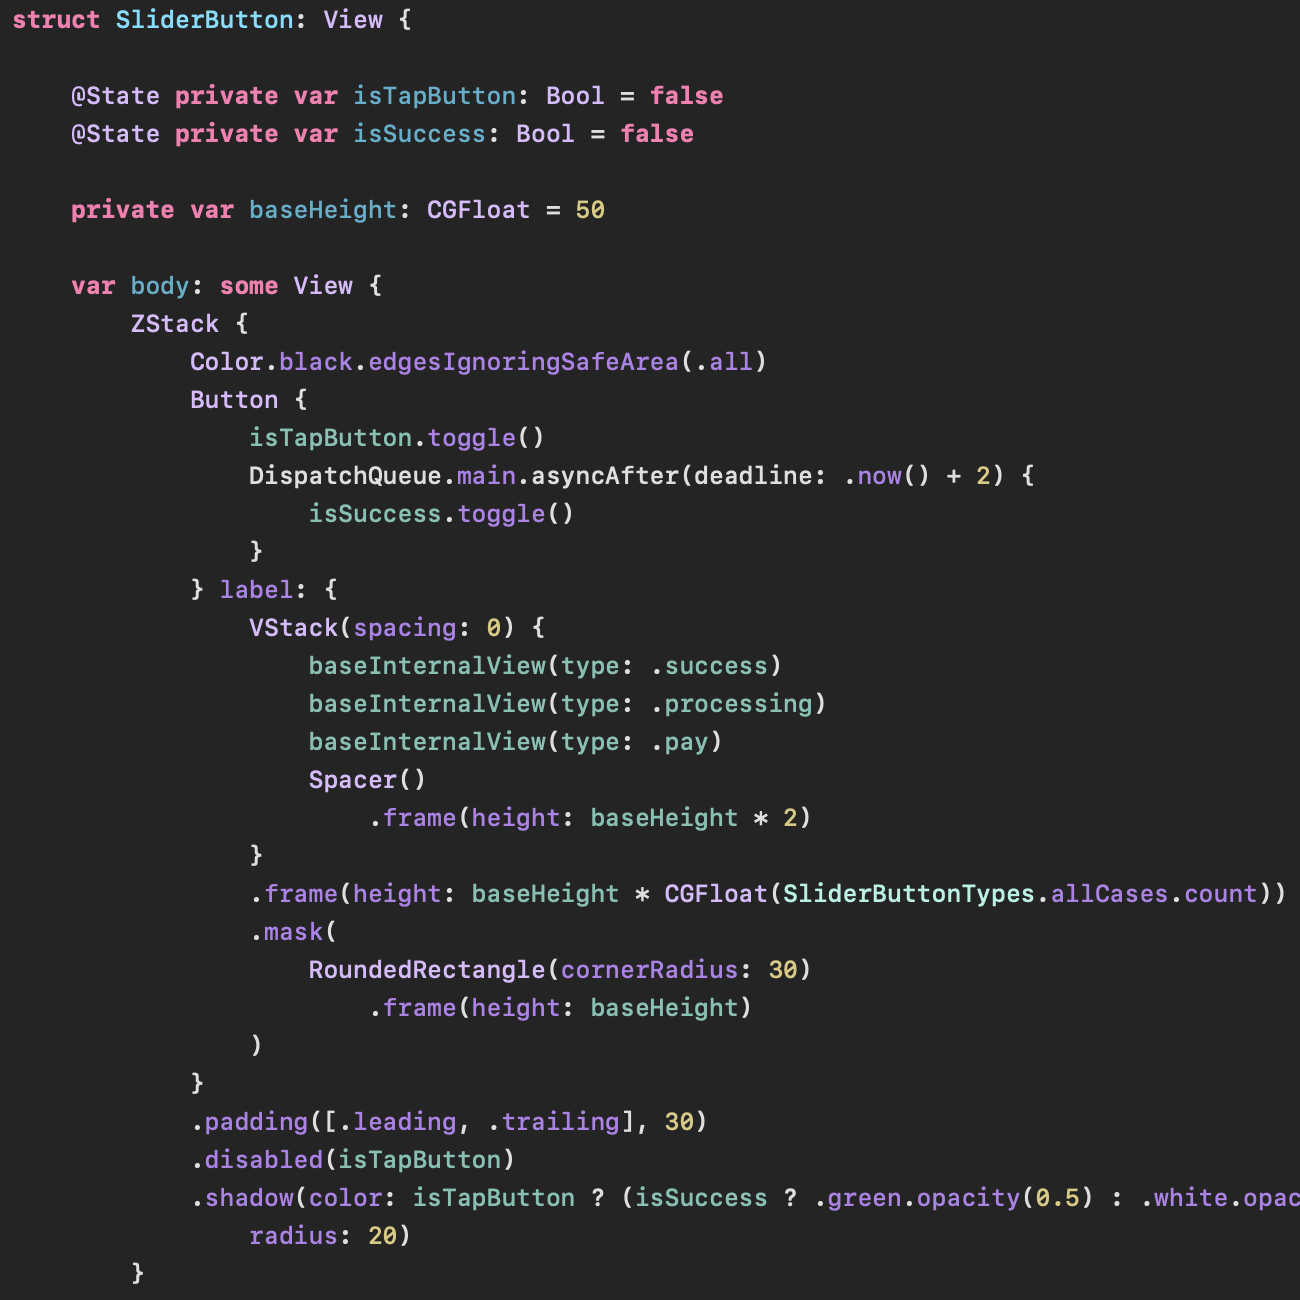 struct SliderButton: View {
@State private var isTapButton: Bool = false
@State private var isSuccess: Bool = false
private var baseHeight: CGFloat = 50
var body: some View {
ZStack {
Color.black.edgesIgnoringSafeArea(.all)
Button {
isTapButton.toggle()
DispatchQueue.main.asyncAfter(deadline: .now() + 2) {
isSuccess.toggle()
}
} label: {
VStack(spacing: 0) {
baseInternalView(type: .success)
baseInternalView(type: .processing)
baseInternalView(type: .pay)
Spacer()
.frame(height: baseHeight * 2)
}
.frame(height: baseHeight * CGFloat(SliderButtonTypes.allCases.count))
.mask(
RoundedRectangle(cornerRadius: 30)
.frame(height: baseHeight)
)
}
.padding([.leading, .trailing], 30)
.disabled(isTapButton)
.shadow(color: isTapButton ? (isSuccess ? .green.opacity(0.5) : .white.opac
radius: 20)
}